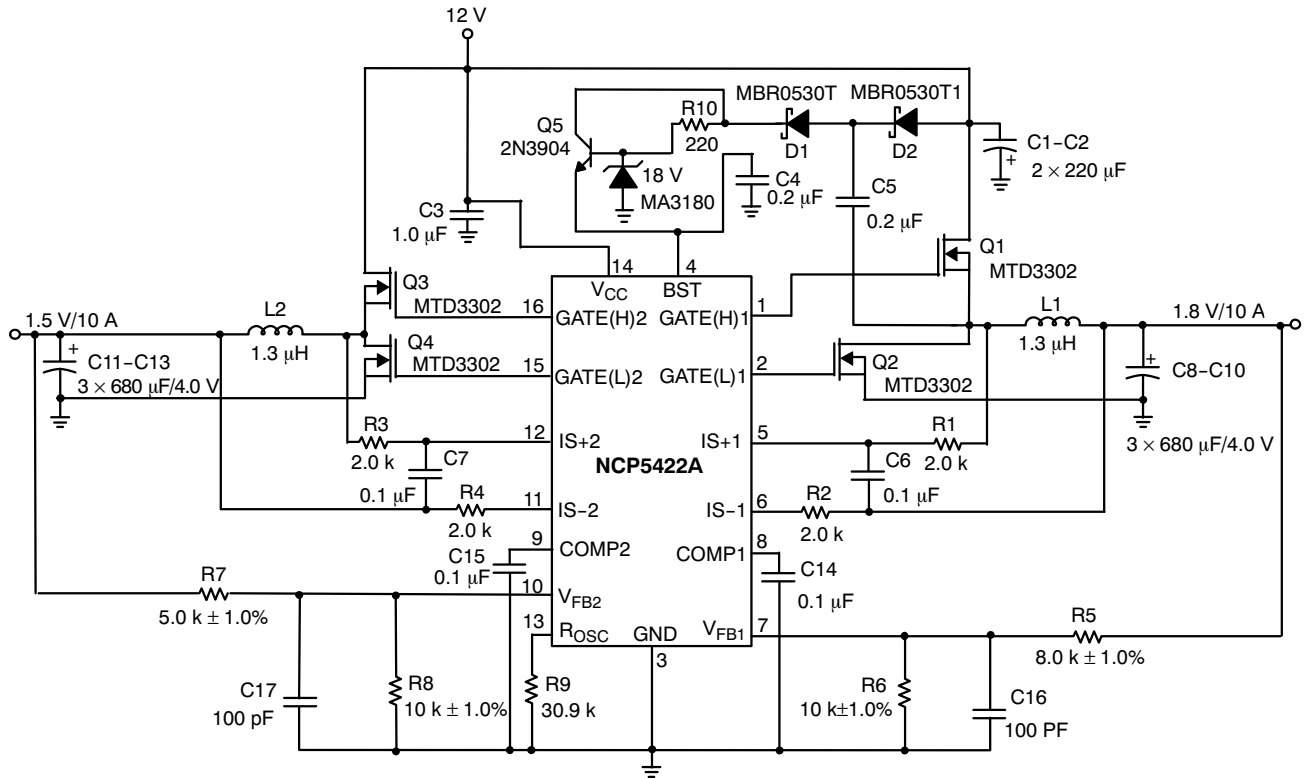 12 V
MBR0530T
MBR0530T1
R10
220
D1
D2
Q5
2N3904
18 V
MA3180
C4
0.2 µF
C5
0.2 µF
C1–C2
+
2 × 220 µF
C3
1.0 µF
14
4
VCC
BST
Q1
MTD3302
Q3
MTD3302
16
GATE(H)2
GATE(H)1
1
1.5 V/10 A
L2
1.3 µH
L1
1.3 µH
1.8 V/10 A
+
C11–C13
3 × 680 µF/4.0 V
Q4
MTD3302
15
GATE(L)2
GATE(L)1
2
Q2
MTD3302
+
C8–C10
3 × 680 µF/4.0 V
R3
2.0 k
12
IS+2
IS+1
5
R1
2.0 k
C7
0.1 µF
NCP5422A
C6
0.1 µF
R4
2.0 k
11
IS–2
IS–1
6
R2
2.0 k
9
COMP2
COMP1
8
C15
0.1 µF
C14
0.1 µF
R7
5.0 k ± 1.0%
10
VFB2
13
ROSC
GND
3
VFB1
7
R5
8.0 k ± 1.0%
C17
100 pF
R8
10 k ± 1.0%
R9
30.9 k
R6
10 k±1.0%
C16
100 PF